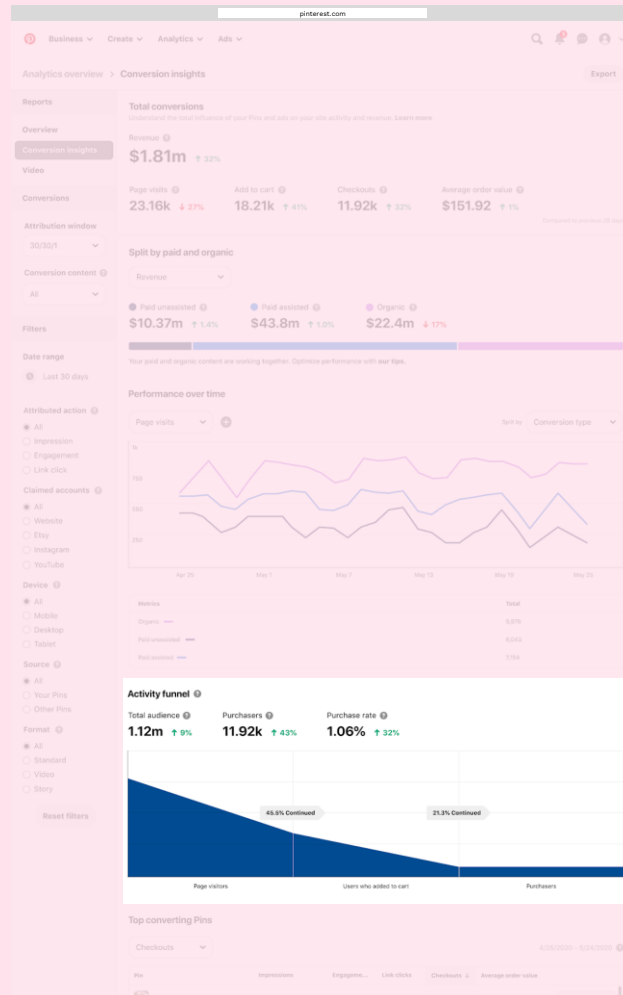 pinterest.com
Business Create Analytics Ads
Analytics overview > Conversion insights Export
Reports
Overview
Conversion insights
Video
Conversions
Attribution window
30/30/1
Conversion content
All
Filters
Date range
Last 30 days
Attributed action
All
Impression
Engagement
Link click
Claimed accounts
All
Website
Etsy
Instagram
YouTube
Device
All
Mobile
Desktop
Tablet
Source
All
Your Pins
Other Pins
Format
All
Standard
Video
Story
Reset filters
Total conversions
Understand the total influence of your Pins and ads on your site activity and revenue. Learn more
Revenue
$1.81m ↑ 32%
Page visits Add to cart Checkouts Average order value
23.16k ↓ 27% 18.21k ↑ 41% 11.92k ↑ 33% $151.92 ↑ 1%
Split by paid and organic
Revenue
Paid unassisted Paid assisted Organic
$10.37m ↑ 1.4% $43.8m ↑ 1.0% $22.4m ↓ 17%
Your paid and organic content are working together. Optimize performance with our tips.
Performance over time
Page visits Split by Conversion type
Apr 30 May 1 May 7 May 13 May 19 May 25
Metrics Total
Organic
Paid unassisted
Paid assisted
Activity funnel
Total audience Purchasers Purchase rate
1.12m ↑ 9% 11.92k ↑ 43% 1.06% ↑ 32%
45.5% Continued 21.3% Continued
Page visitors Users who added to cart Purchasers
Top converting Pins
Checkouts
Pin Impressions Engageme... Link clicks Checkouts ↓ Average order value